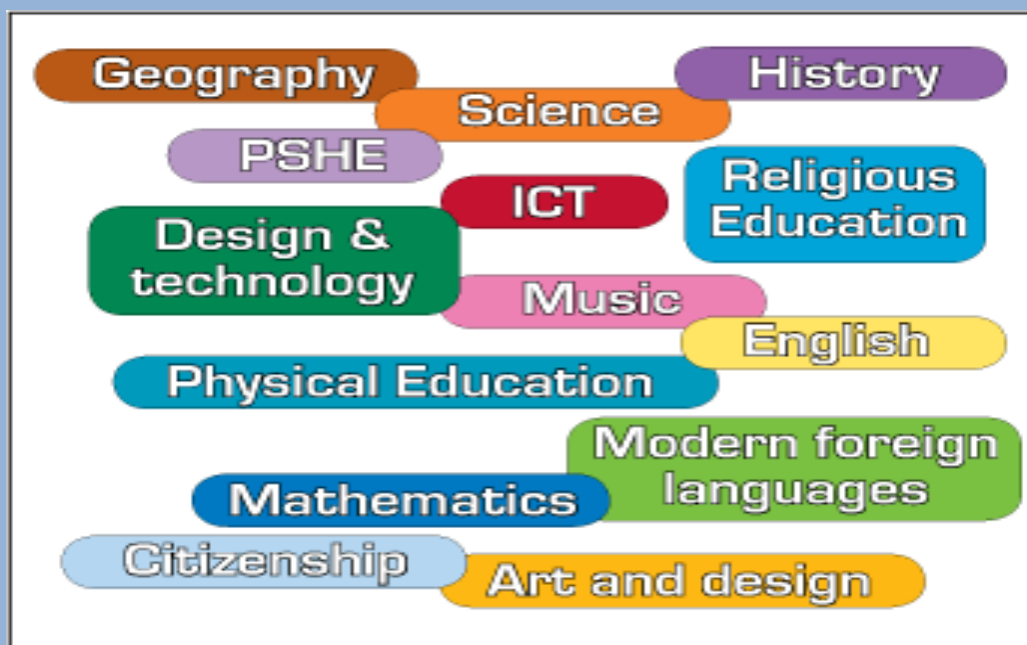 Geography
History
Science
PSHE
Religious
Education
ICT
Design &
technology
Music
English
Physical Education
Modern foreign
languages
Mathematics
Citizenship
Art and design